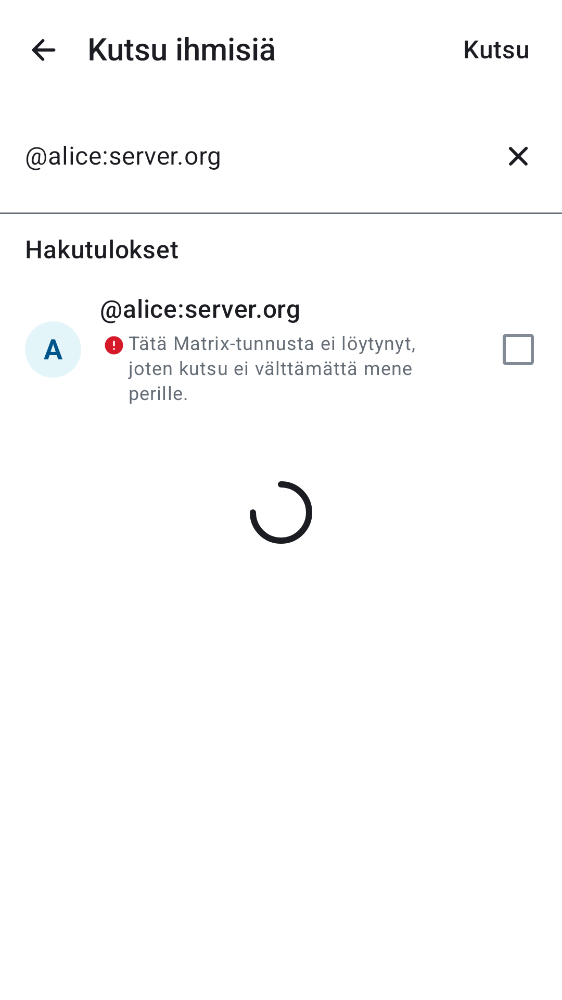 Kutsu ihmisiä
Kutsu
@alice:server.org
Hakutulokset
@alice:server.org
A
Tätä Matrix-tunnusta ei löytynyt,
joten kutsu ei välttämättä mene
perille.